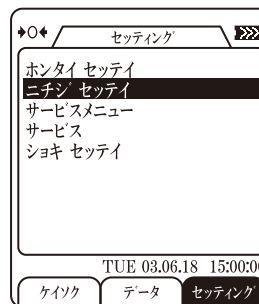 セッティング
ホンタイ セッテイ
ニチジ セッテイ
サービスメニュー
サービス
ショキ セッテイ
TUE 03.06.18 15:00:00
ケイソク データ セッティング